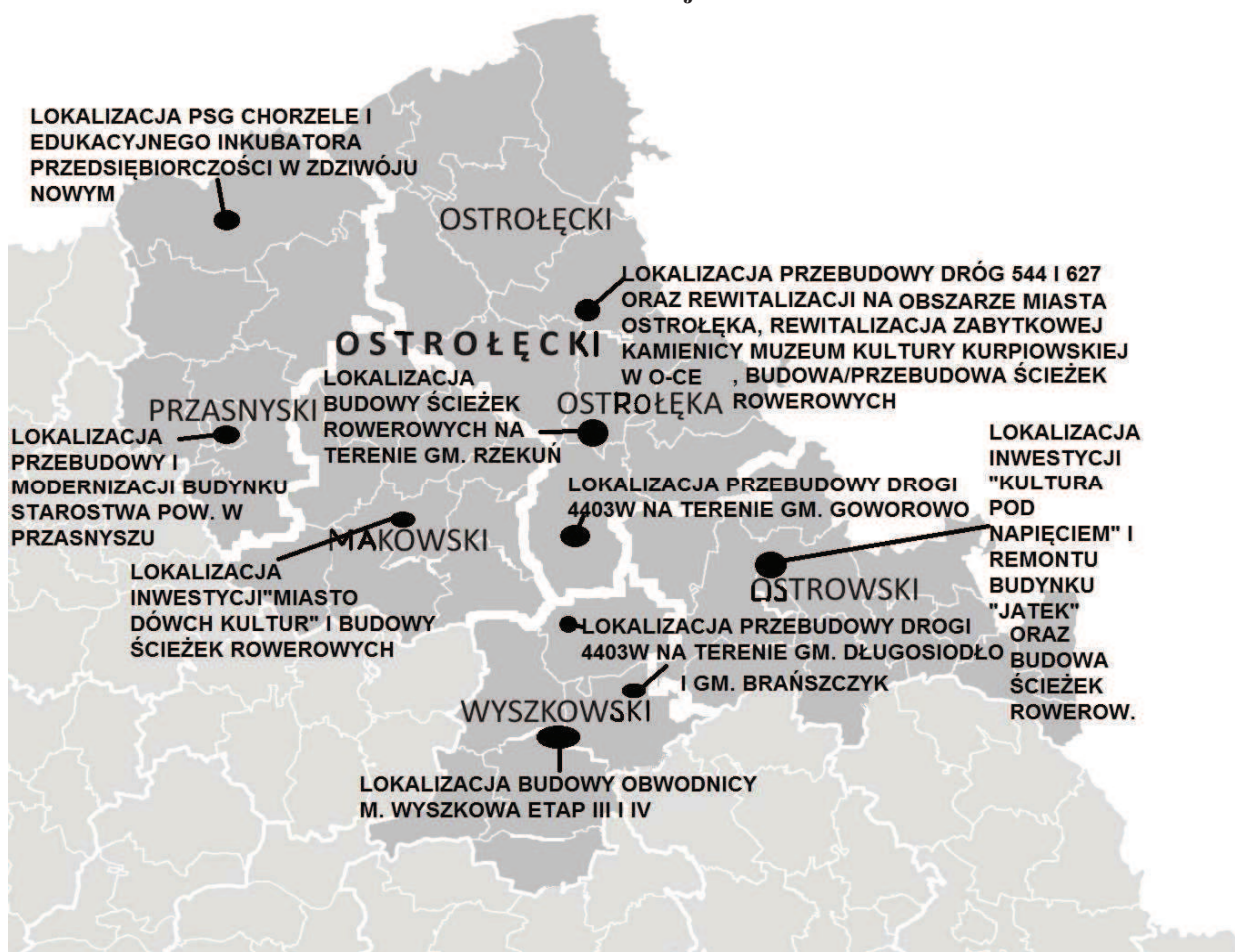 LOKALIZACJA PSG CHORZELE I
EDUKACYJNEGO INKUBATORA
PRZEDSIĘBIORCZOŚCI W ZDZIWÓJU
NOWYM
OSTROŁĘCKI
LOKALIZACJA PRZEBUDOWY DRÓG 544 I 627
ORAZ REWITALIZACJI NA OBSZARZE MIASTA
OSTROŁĘKA, REWITALIZACJA ZABYTKOWEJ
KAMIENICY MUZEUM KULTURY KURPIOWSKIEJ
W O-CE , BUDOWA/PRZEBUDOWA ŚCIEŻEK
ROWEROWYCH
OSTROŁĘCKI
LOKALIZACJA
BUDOWY ŚCIEŻEK
ROWEROWYCH NA
TERENIE GM. RZEKUŃ
OSTROŁĘKA
PRZASNYSKI
LOKALIZACJA
PRZEBUDOWY I
MODERNIZACJI BUDYNKU
STAROSTWA POW. W
PRZASNYSZU
LOKALIZACJA PRZEBUDOWY DROGI
4403W NA TERENIE GM. GOWOROWO
LOKALIZACJA
INWESTYCJI
"KULTURA
POD
NAPIĘCIEM" I
REMONTU
BUDYNKU
"JATEK"
ORAZ
BUDOWA
ŚCIEŻEK
ROWEROW.
MAKOWSKI
LOKALIZACJA
INWESTYCJI"MIASTO
DÓWCH KULTUR" I BUDOWY
ŚCIEŻEK ROWEROWYCH
OSTROWSKI
LOKALIZACJA PRZEBUDOWY DROGI
4403W NA TERENIE GM. DŁUGOSIODŁO
I GM. BRAŃSZCZYK
WYSZKOWSKI
LOKALIZACJA BUDOWY OBWODNICY
M. WYSZKOWA ETAP III I IV